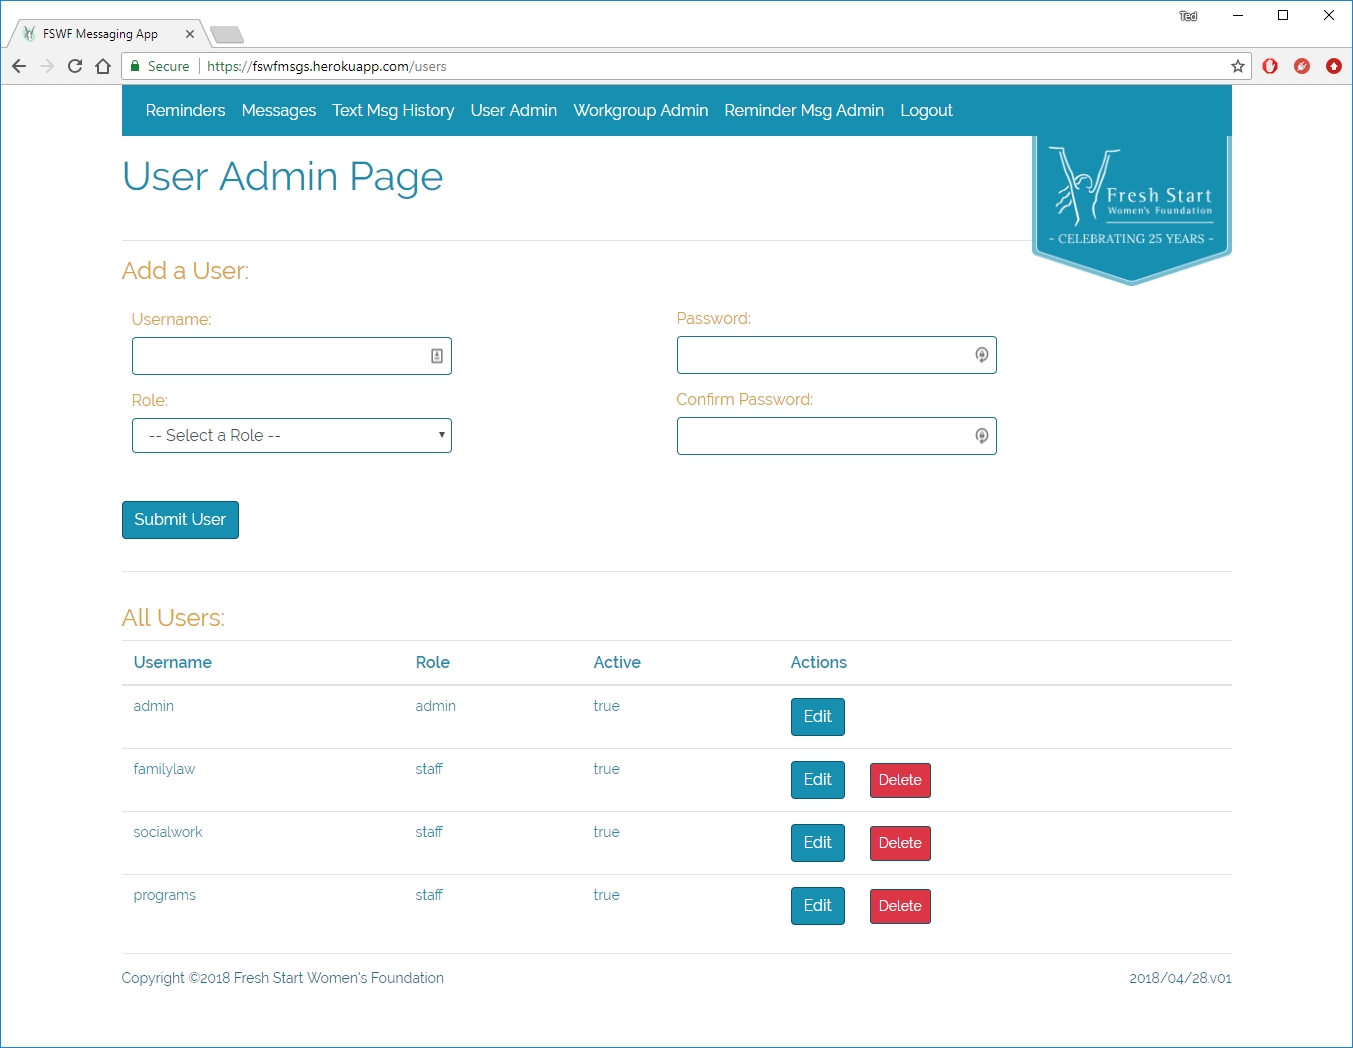 Ted
FSWF Messaging App
Secure https://fswfmsgs.herokuapp.com/users
Reminders Messages Text Msg History User Admin Workgroup Admin Reminder Msg Admin Logout
User Admin Page
Fresh Start
Women's Foundation
- CELEBRATING 25 YEARS -
Add a User:
Username:
Password:
Role:
-- Select a Role --
Confirm Password:
Submit User
All Users:
Username Role Active Actions
admin admin true Edit
familylaw staff true Edit Delete
socialwork staff true Edit Delete
programs staff true Edit Delete
Copyright ©2018 Fresh Start Women's Foundation 2018/04/28.v01